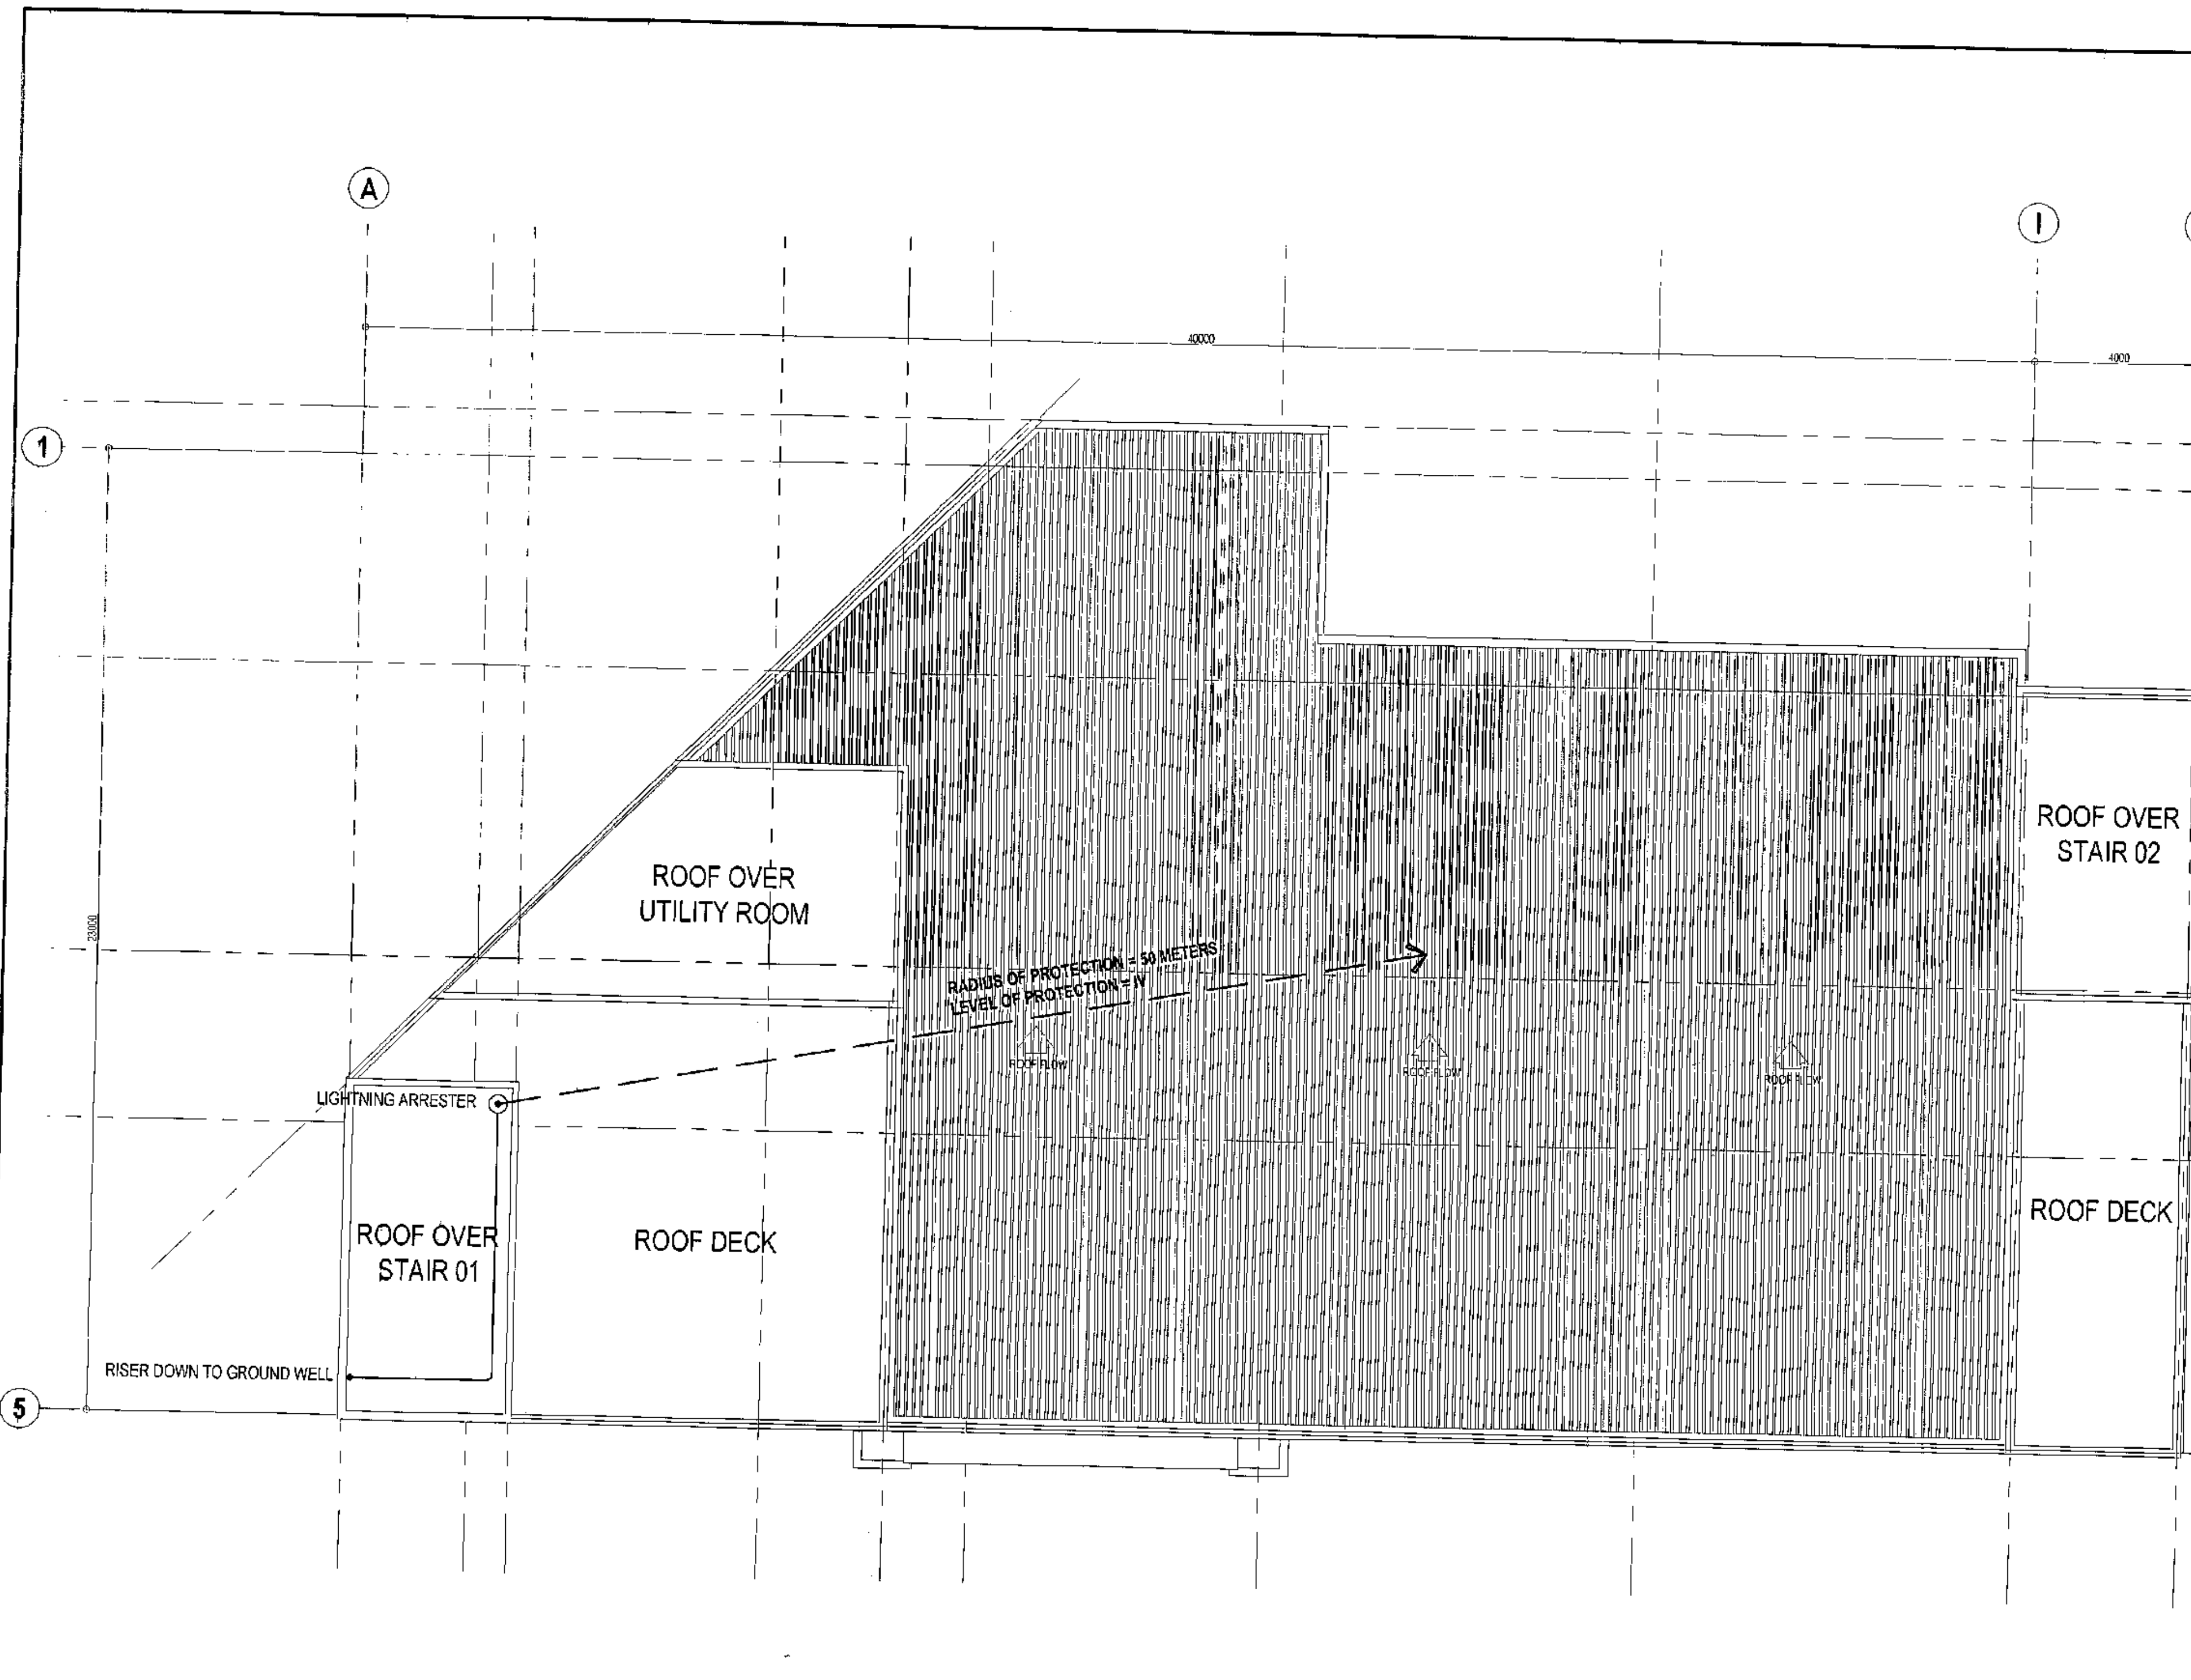 A
I
40000
4000
1
23000
ROOF OVER
STAIR 02
ROOF OVER
UTILITY ROOM
RADIUS OF PROTECTION = 50 METERS
LEVEL OF PROTECTION = IV
ROOF FLOW
ROOF FLOW
ROOF FLOW
LIGHTNING ARRESTER
ROOF OVER
STAIR 01
ROOF DECK
ROOF DECK
RISER DOWN TO GROUND WELL
5